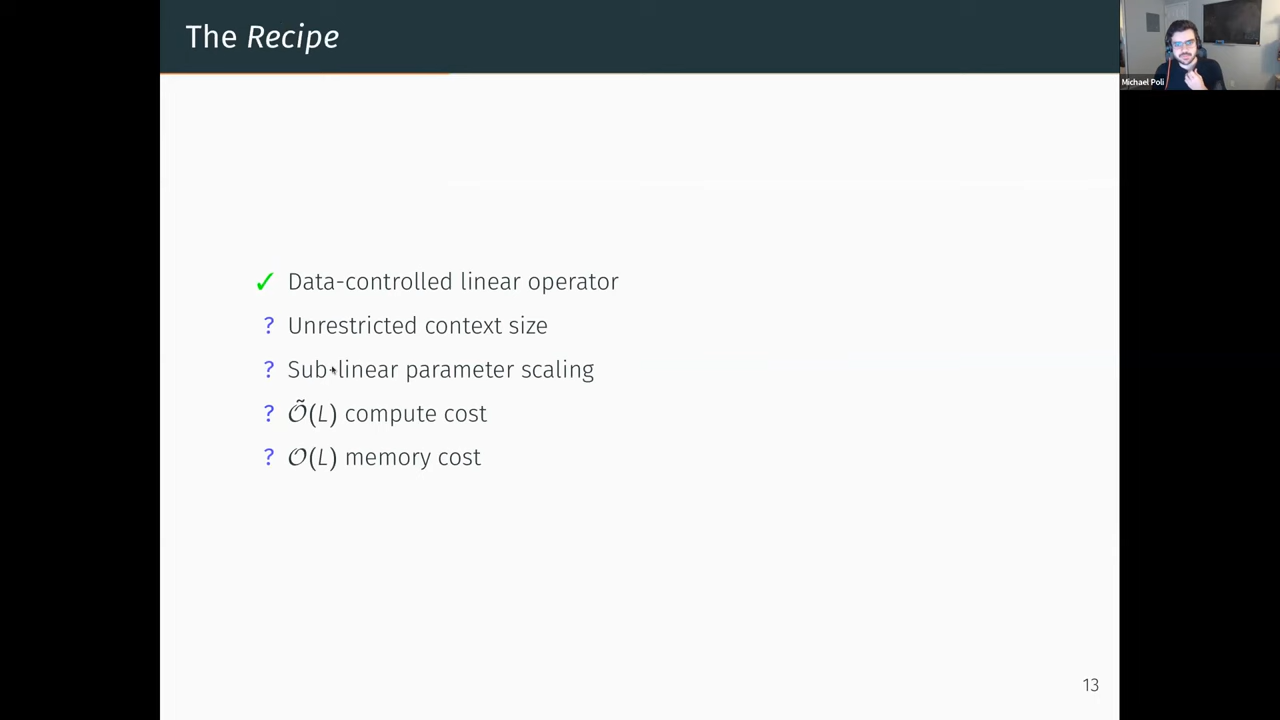 The Recipe
Michael Poli
✓ Data-controlled linear operator
? Unrestricted context size
? Sub-linear parameter scaling
? Õ(L) compute cost
? O(L) memory cost
13